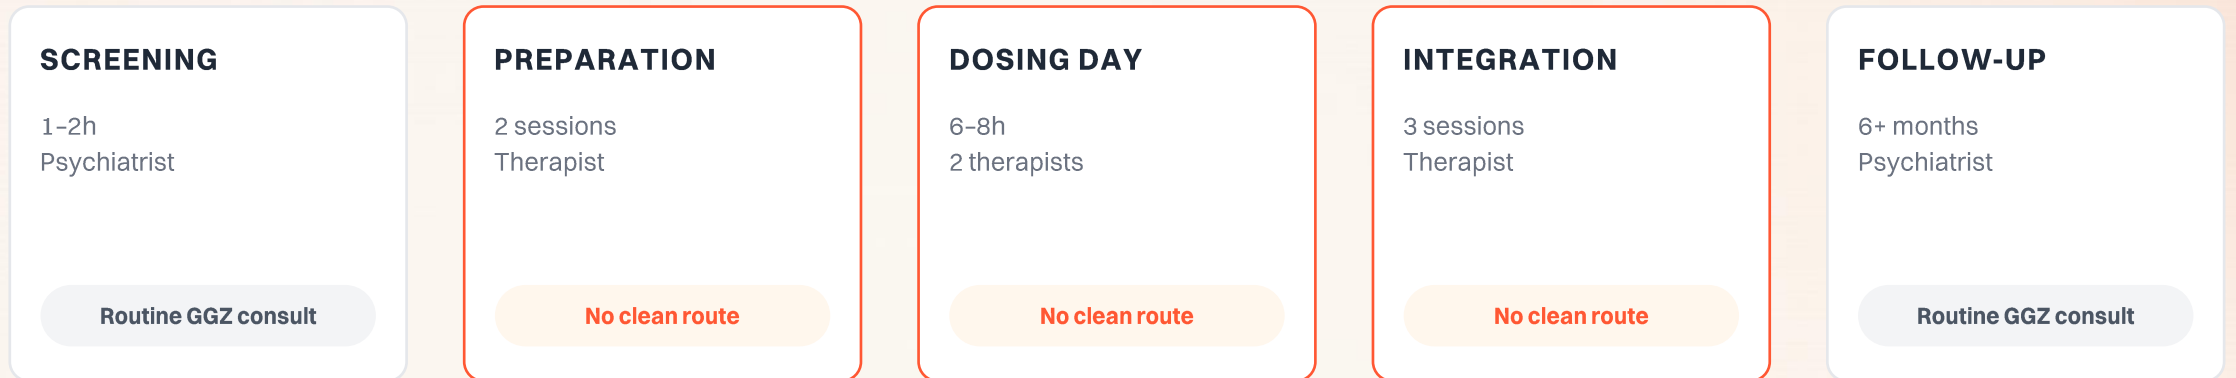 SCREENING
1–2h
Psychiatrist
Routine GGZ consult
PREPARATION
2 sessions
Therapist
No clean route
DOSING DAY
6–8h
2 therapists
No clean route
INTEGRATION
3 sessions
Therapist
No clean route
FOLLOW-UP
6+ months
Psychiatrist
Routine GGZ consult